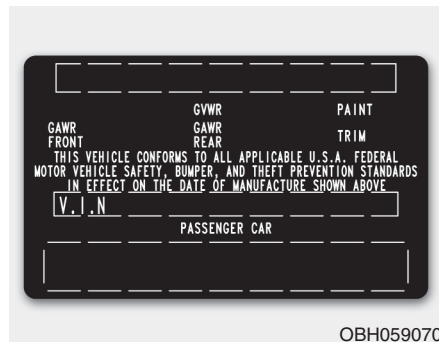 GVWR PAINT
GAWR FRONT GAWR REAR TRIM
THIS VEHICLE CONFORMS TO ALL APPLICABLE U.S.A. FEDERAL
MOTOR VEHICLE SAFETY, BUMPER, AND THEFT PREVENTION STANDARDS
IN EFFECT ON THE DATE OF MANUFACTURE SHOWN ABOVE
V.I.N
PASSENGER CAR
OBH059070